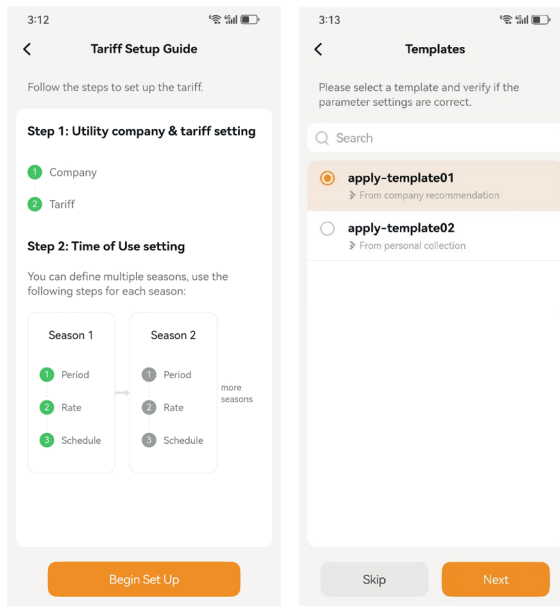 3:12
Tariff Setup Guide
Follow the steps to set up the tariff.
Step 1: Utility company & tariff setting
1 Company
2 Tariff
Step 2: Time of Use setting
You can define multiple seasons, use the
following steps for each season:
Season 1
1 Period
2 Rate
3 Schedule
Season 2
1 Period
2 Rate
3 Schedule
more
seasons
Begin Set Up
3:13
Templates
Please select a template and verify if the
parameter settings are correct.
Search
apply-template01
From company recommendation
apply-template02
From personal collection
Skip
Next